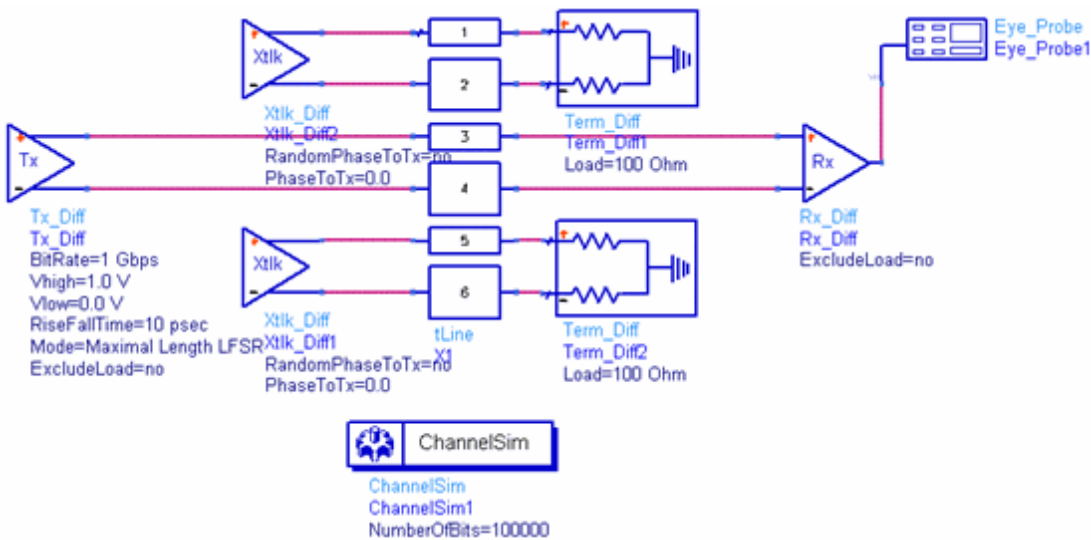 1
Xtlk
2
Eye_Probe
Eye_Probe1
Xtlk_Diff
Xtlk_Diff2
RandomPhaseToTx=no
PhaseToTx=0.0
Term_Diff
Term_Diff1
Load=100 Ohm
3
Tx
4
Rx
Tx_Diff
Tx_Diff
BitRate=1 Gbps
Vhigh=1.0 V
Vlow=0.0 V
RiseFallTime=10 psec
Mode=Maximal Length LFSR
ExcludeLoad=no
Rx_Diff
Rx_Diff
ExcludeLoad=no
5
Xtlk
6
Xtlk_Diff
Xtlk_Diff1
RandomPhaseToTx=no
PhaseToTx=0.0
tLine
X1
Term_Diff
Term_Diff2
Load=100 Ohm
ChannelSim
ChannelSim
ChannelSim1
NumberOfBits=100000